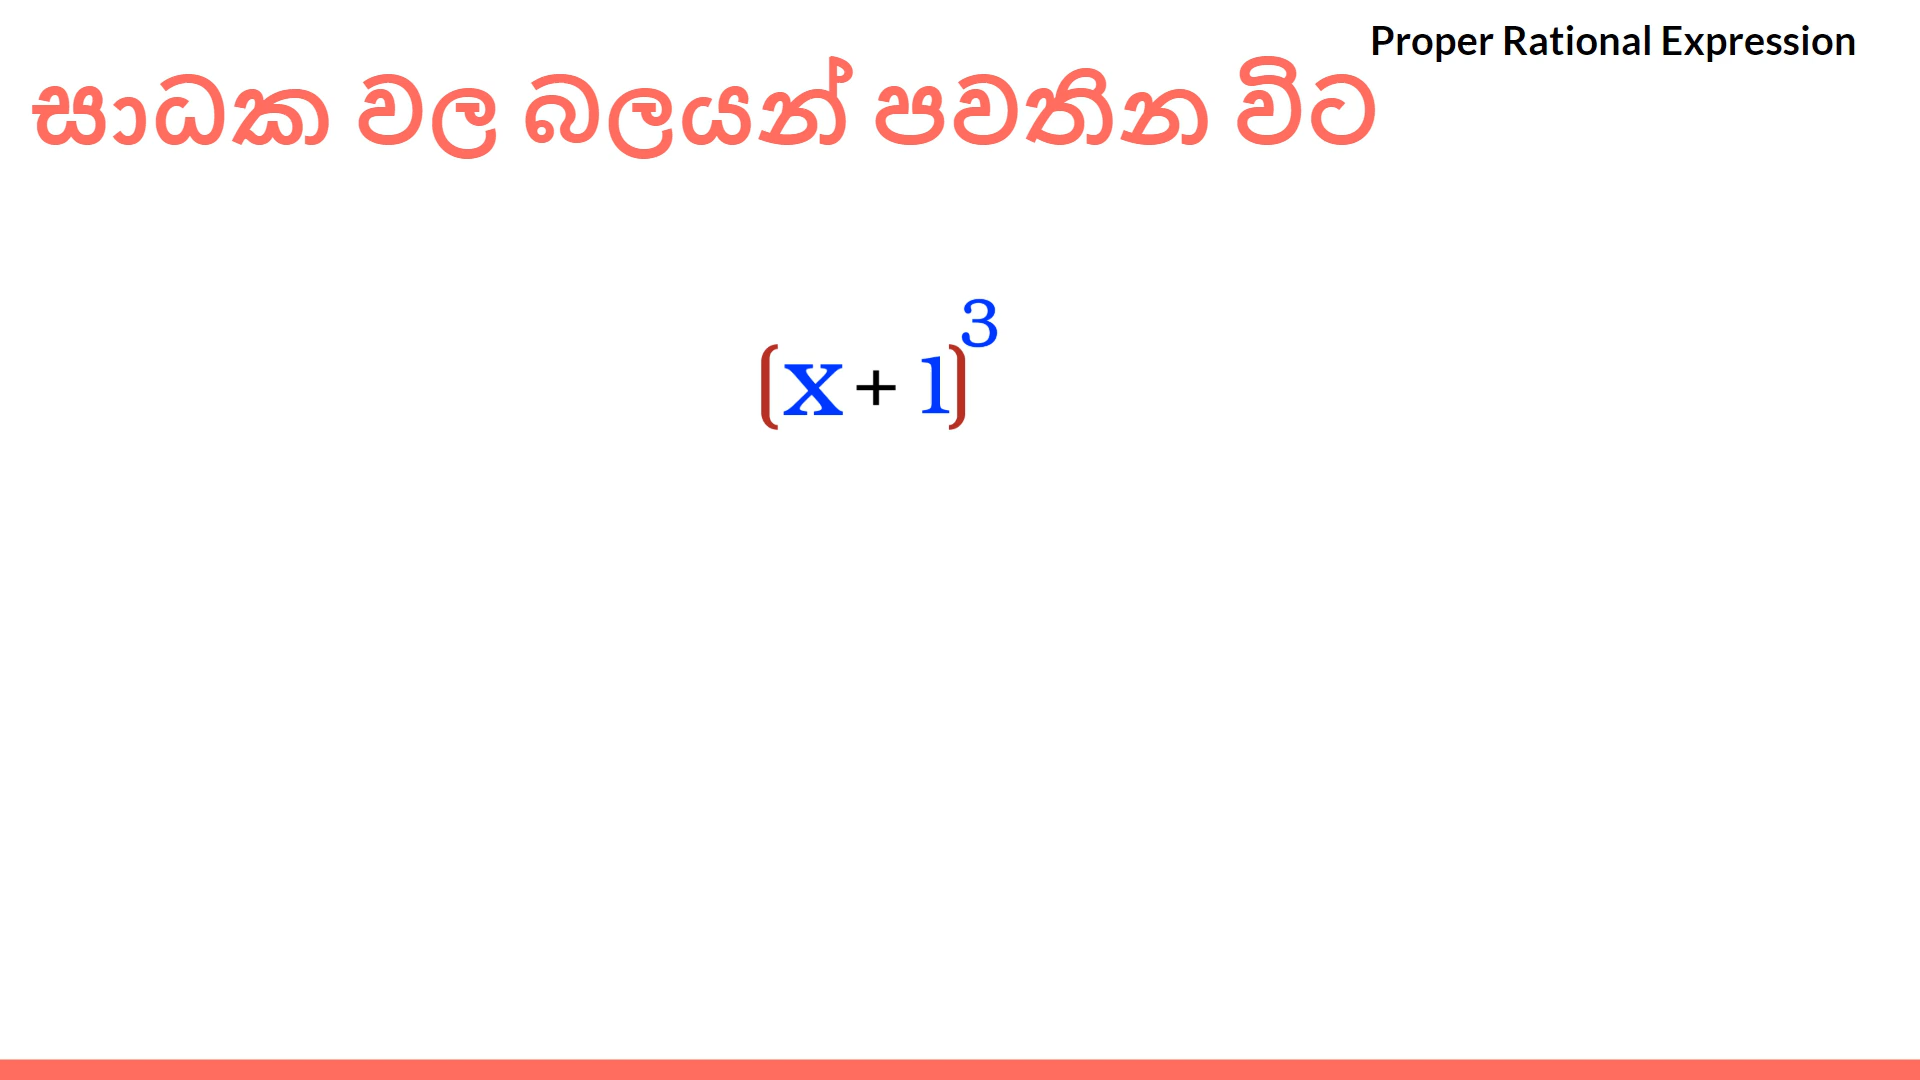 Proper Rational Expression
සාධක වල බලයන් පවතින විට
(x + 1)³